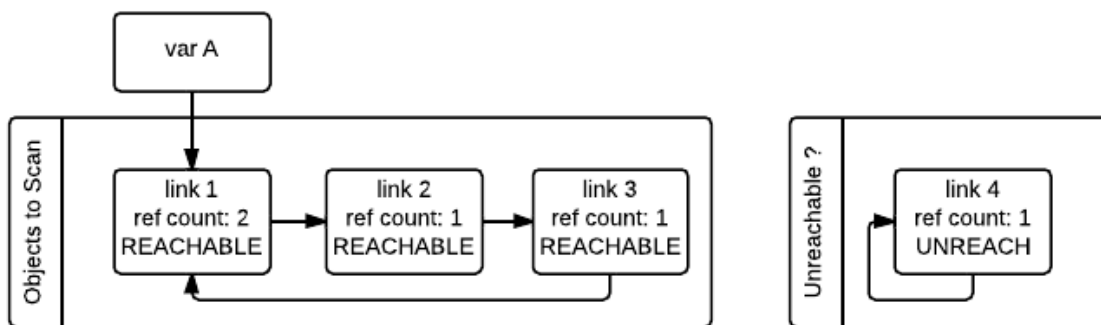 var A
Objects to Scan
link 1
ref count: 2
REACHABLE
link 2
ref count: 1
REACHABLE
link 3
ref count: 1
REACHABLE
Unreachable ?
link 4
ref count: 1
UNREACH